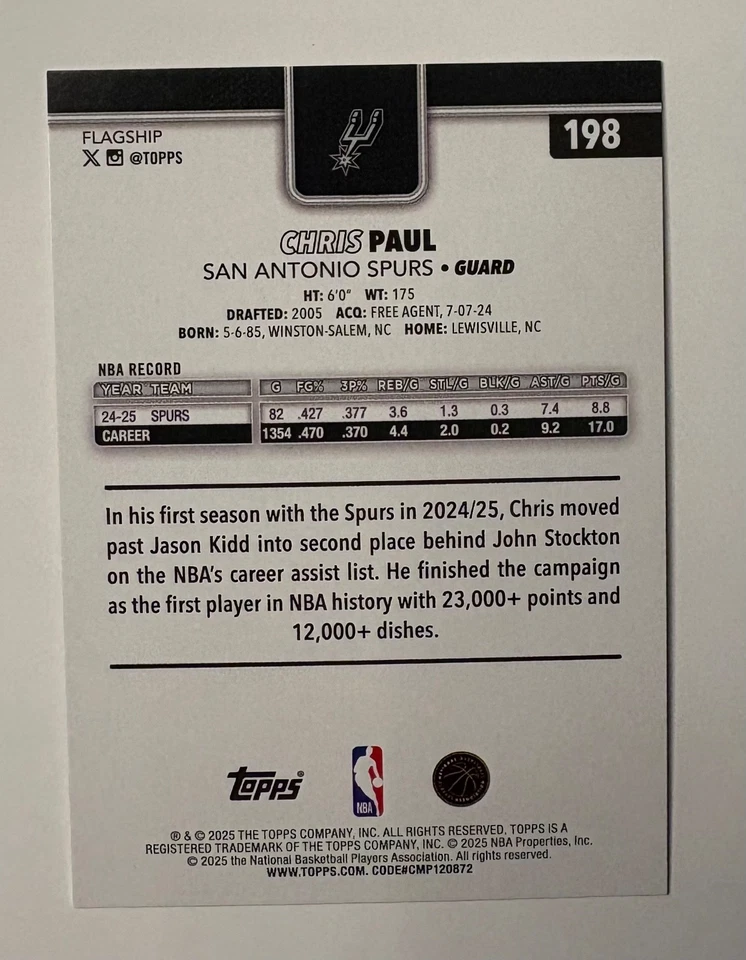 FLAGSHIP
198
X @TOPPS
CHRIS PAUL
SAN ANTONIO SPURS • GUARD
HT: 6'0" WT: 175
DRAFTED: 2005 ACQ: FREE AGENT, 7-07-24
BORN: 5-6-85, WINSTON-SALEM, NC HOME: LEWISVILLE, NC
NBA RECORD
YEAR TEAM G FG% 3P% REB/G STL/G BLK/G AST/G PTS/G
24-25 SPURS 82 .427 .377 3.6 1.3 0.3 7.4 8.8
CAREER 1354 .470 .370 4.4 2.0 0.2 9.2 17.0
In his first season with the Spurs in 2024/25, Chris moved
past Jason Kidd into second place behind John Stockton
on the NBA's career assist list. He finished the campaign
as the first player in NBA history with 23,000+ points and
12,000+ dishes.
Topps®
NBA
® & © 2025 THE TOPPS COMPANY, INC. ALL RIGHTS RESERVED, TOPPS IS A
REGISTERED TRADEMARK OF THE TOPPS COMPANY, INC. © 2025 NBA Properties, Inc.
© 2025 the National Basketball Players Association. All rights reserved.
WWW.TOPPS.COM. CODE#CMP120872